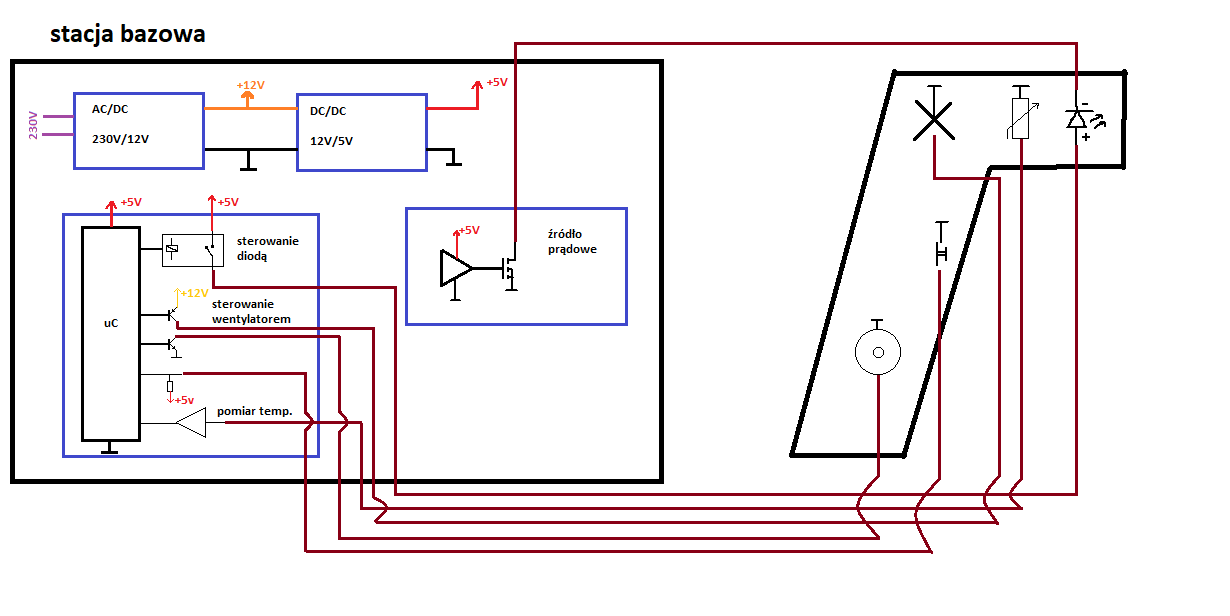 stacja bazowa
230V
AC/DC
230V/12V
+12V
DC/DC
12V/5V
+5V
+5V
+5V
sterowanie
diodą
+12V
sterowanie
wentylatorem
uC
+5v
pomiar temp.
+5V
źródło
prądowe
-
+